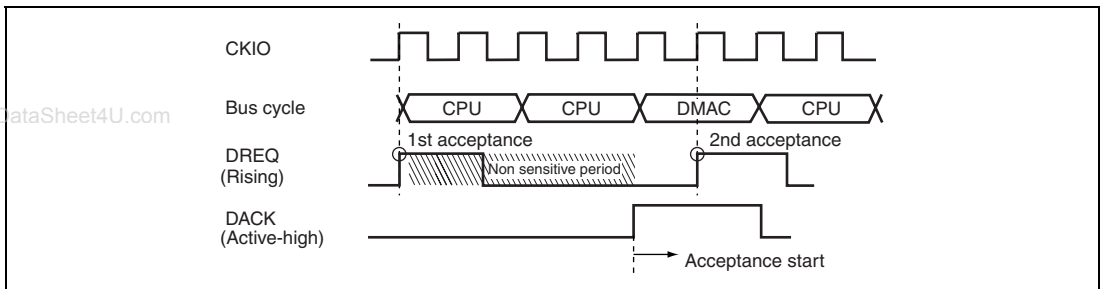 CKIO
DataSheet4U.com
Bus cycle
CPU
CPU
DMAC
CPU
1st acceptance
2nd acceptance
DREQ
(Rising)
Non sensitive period
DACK
(Active-high)
Acceptance start